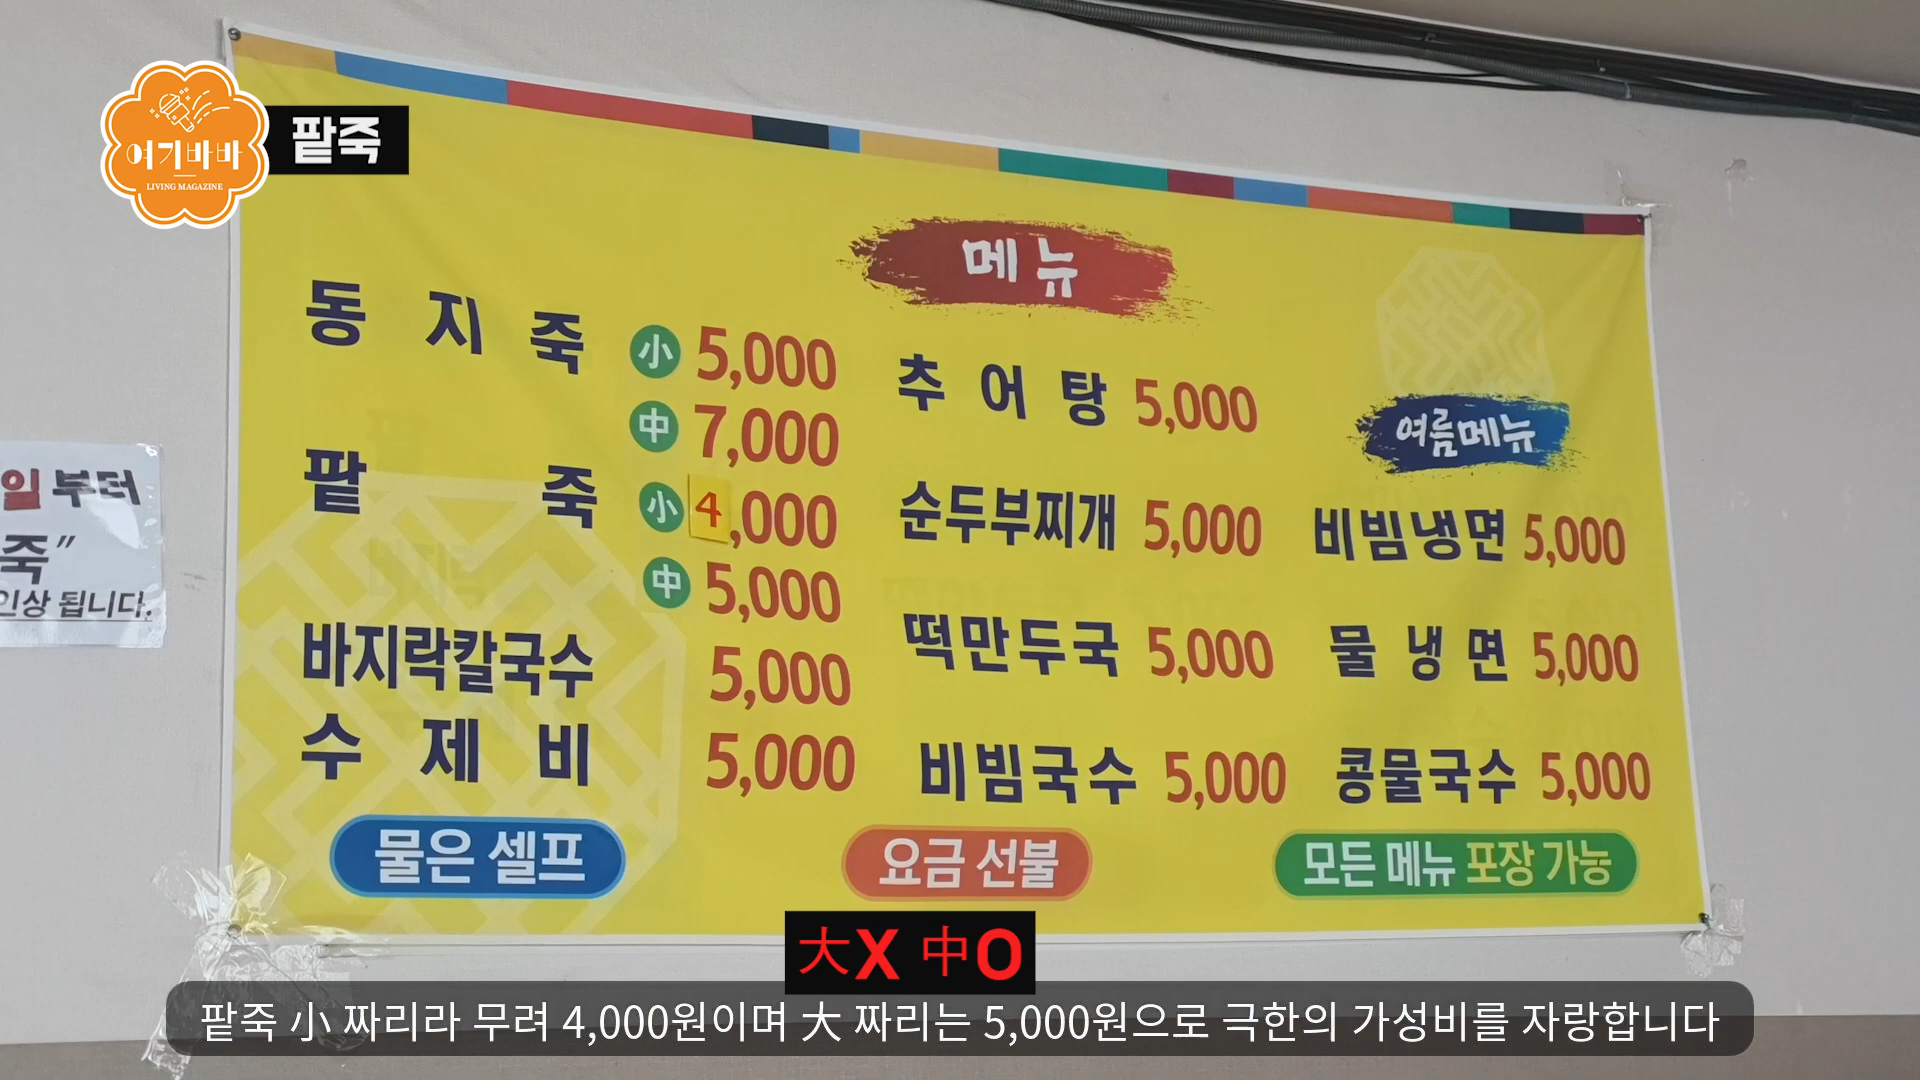 여기바바
LIVING MAGAZINE
팥죽
메뉴
동지죽 小 5,000
中 7,000
팥죽 小 4,000
中 5,000
바지락칼국수 5,000
수제비 5,000
추어탕 5,000
순두부찌개 5,000
떡만두국 5,000
비빔국수 5,000
여름메뉴
비빔냉면 5,000
물냉면 5,000
콩물국수 5,000
물은 셀프
요금 선불
모든 메뉴 포장 가능
일 부터
죽"
인상 됩니다.
大X 中O
팥죽 小 짜리라 무려 4,000원이며 大 짜리는 5,000원으로 극한의 가성비를 자랑합니다